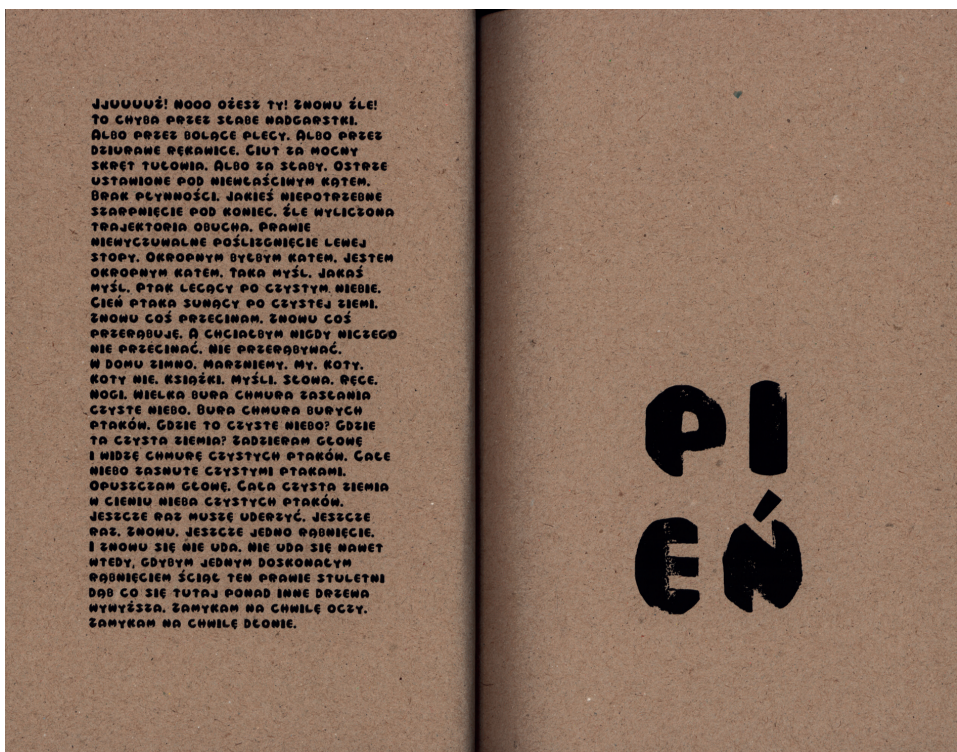 Jjuuuuż! Nooo ożesz ty! Znowu źle!
To chyba przez słabe nadgarstki.
Albo przez bolące plecy. Albo przez
dziurawe rękawice. Ciut za mocny
skręt tułowia. Albo za słaby. Ostrze
ustawione pod niewłaściwym kątem.
Brak płynności. Jakieś niepotrzebne
szarpnięcie pod koniec. Źle wyliczona
trajektoria obucha. Prawie
niewyczuwalne poślizgnięcie lewej
stopy. Okropnym byłbym katem. Jestem
okropnym katem. Taka myśl. Jakaś
myśl. Ptak lecący po czystym niebie.
Cień ptaka sunący po czystej ziemi.
Znowu coś przecinam. Znowu coś
przerąbuję. A chciałbym nigdy niczego
nie przecinać. Nie przerąbywać.
W domu zimno. Marzniemy. My. Koty.
Koty nie. Książki. Myśli. Słowa. Ręce.
Nogi. Wielka bura chmura zasłania
czyste niebo. Bura chmura burych
ptaków. Gdzie to czyste niebo? Gdzie
ta czysta ziemia? Zadzieram głowę
i widzę chmurę czystych ptaków. Całe
niebo zasnute czystymi ptakami.
Opuszczam głowę. Cała czysta ziemia
w cieniu nieba czystych ptaków.
Jeszcze raz muszę uderzyć. Jeszcze
raz. Znowu. Jeszcze jedno rąbnięcie.
I znowu się nie uda. Nie uda się nawet
wtedy, gdybym jednym doskonałym
rąbnięciem ściął ten prawie stuletni
dąb co się tutaj ponad inne drzewa
wywyższa. Zamykam na chwilę oczy.
Zamykam na chwilę dłonie.
PI
EŃ